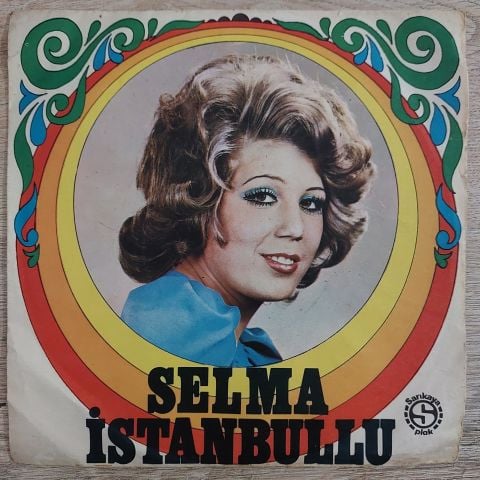 SELMA
İSTANBULLU
Sarıkaya
S
plak